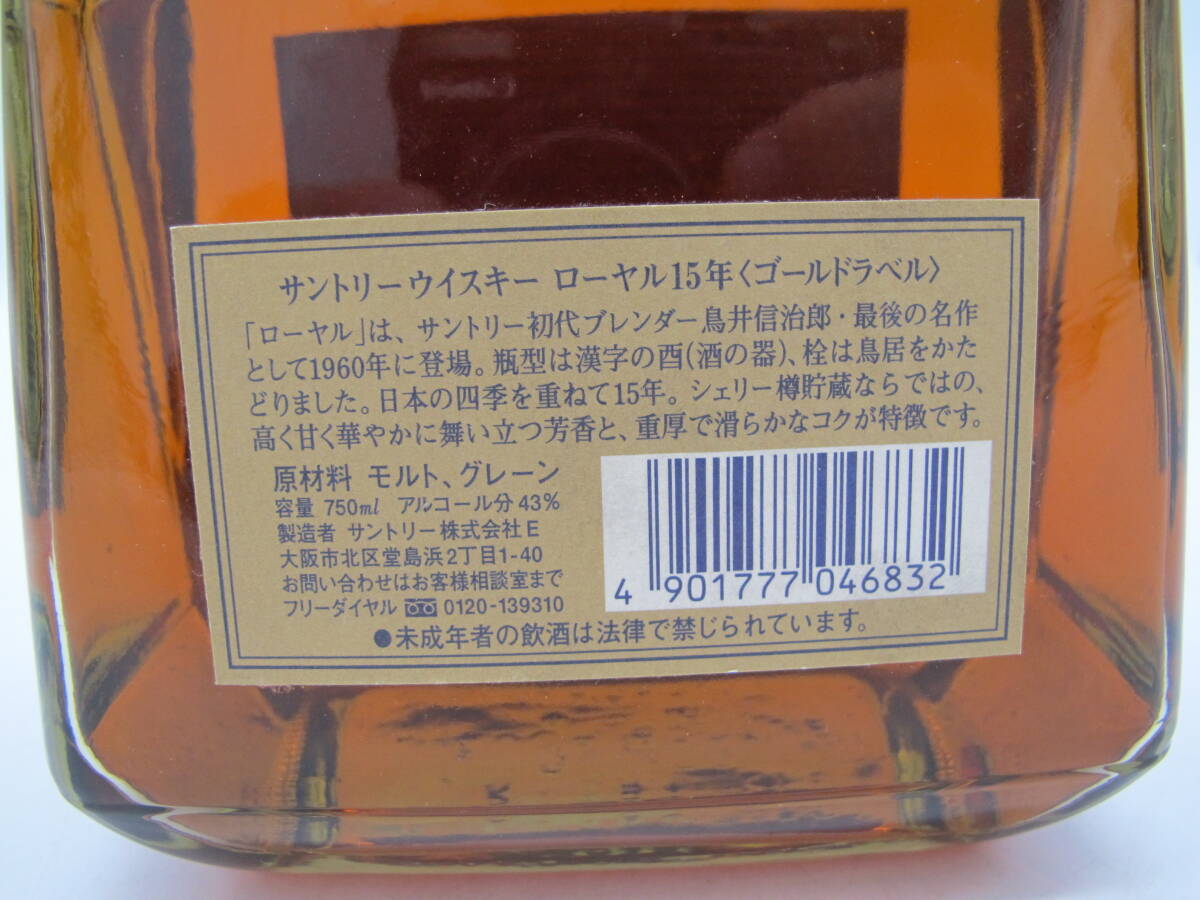 サントリーウイスキー ローヤル15年〈ゴールドラベル〉
「ローヤル」は、サントリー初代ブレンダー鳥井信治郎・最後の名作
として1960年に登場。瓶型は漢字の酉(酒の器)、栓は鳥居をかた
どりました。日本の四季を重ねて15年。シェリー樽貯蔵ならではの、
高く甘く華やかに舞い立つ芳香と、重厚で滑らかなコクが特徴です。
原材料 モルト、グレーン
容量 750ml アルコール分43%
製造者 サントリー株式会社E
大阪市北区堂島浜2丁目1-40
お問い合わせはお客様相談室まで
フリーダイヤル 0120-139310
4 901777 046832
●未成年者の飲酒は法律で禁じられています。